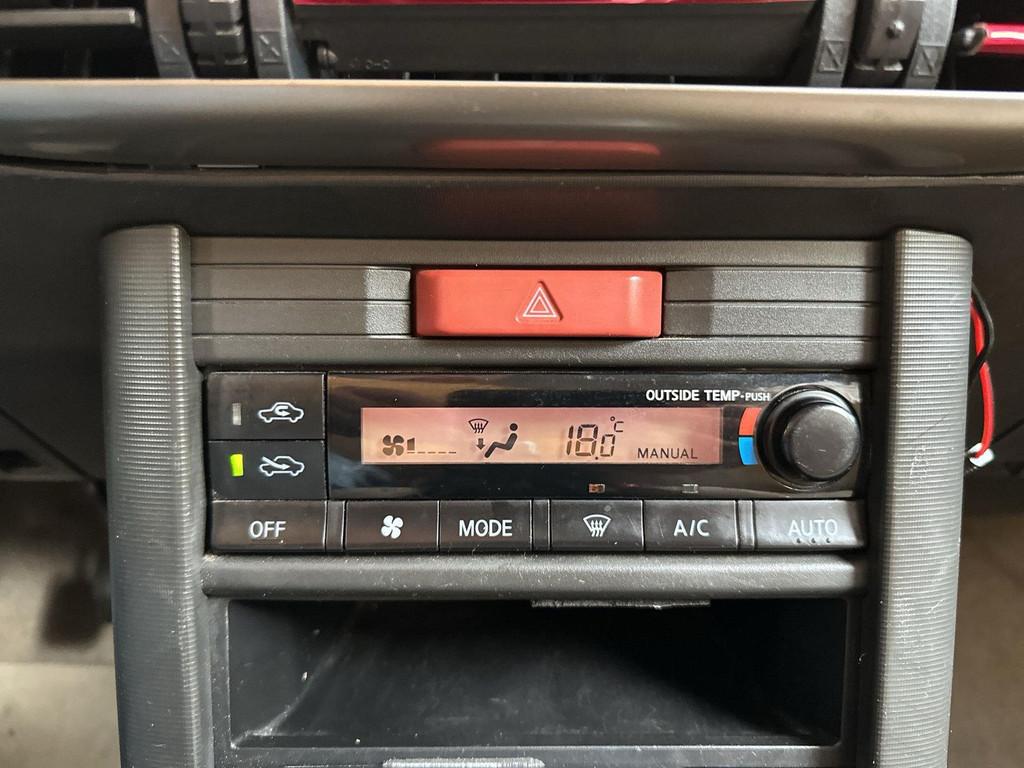 OUTSIDE TEMP-PUSH
18.0 °C
MANUAL
OFF
MODE
A/C
AUTO